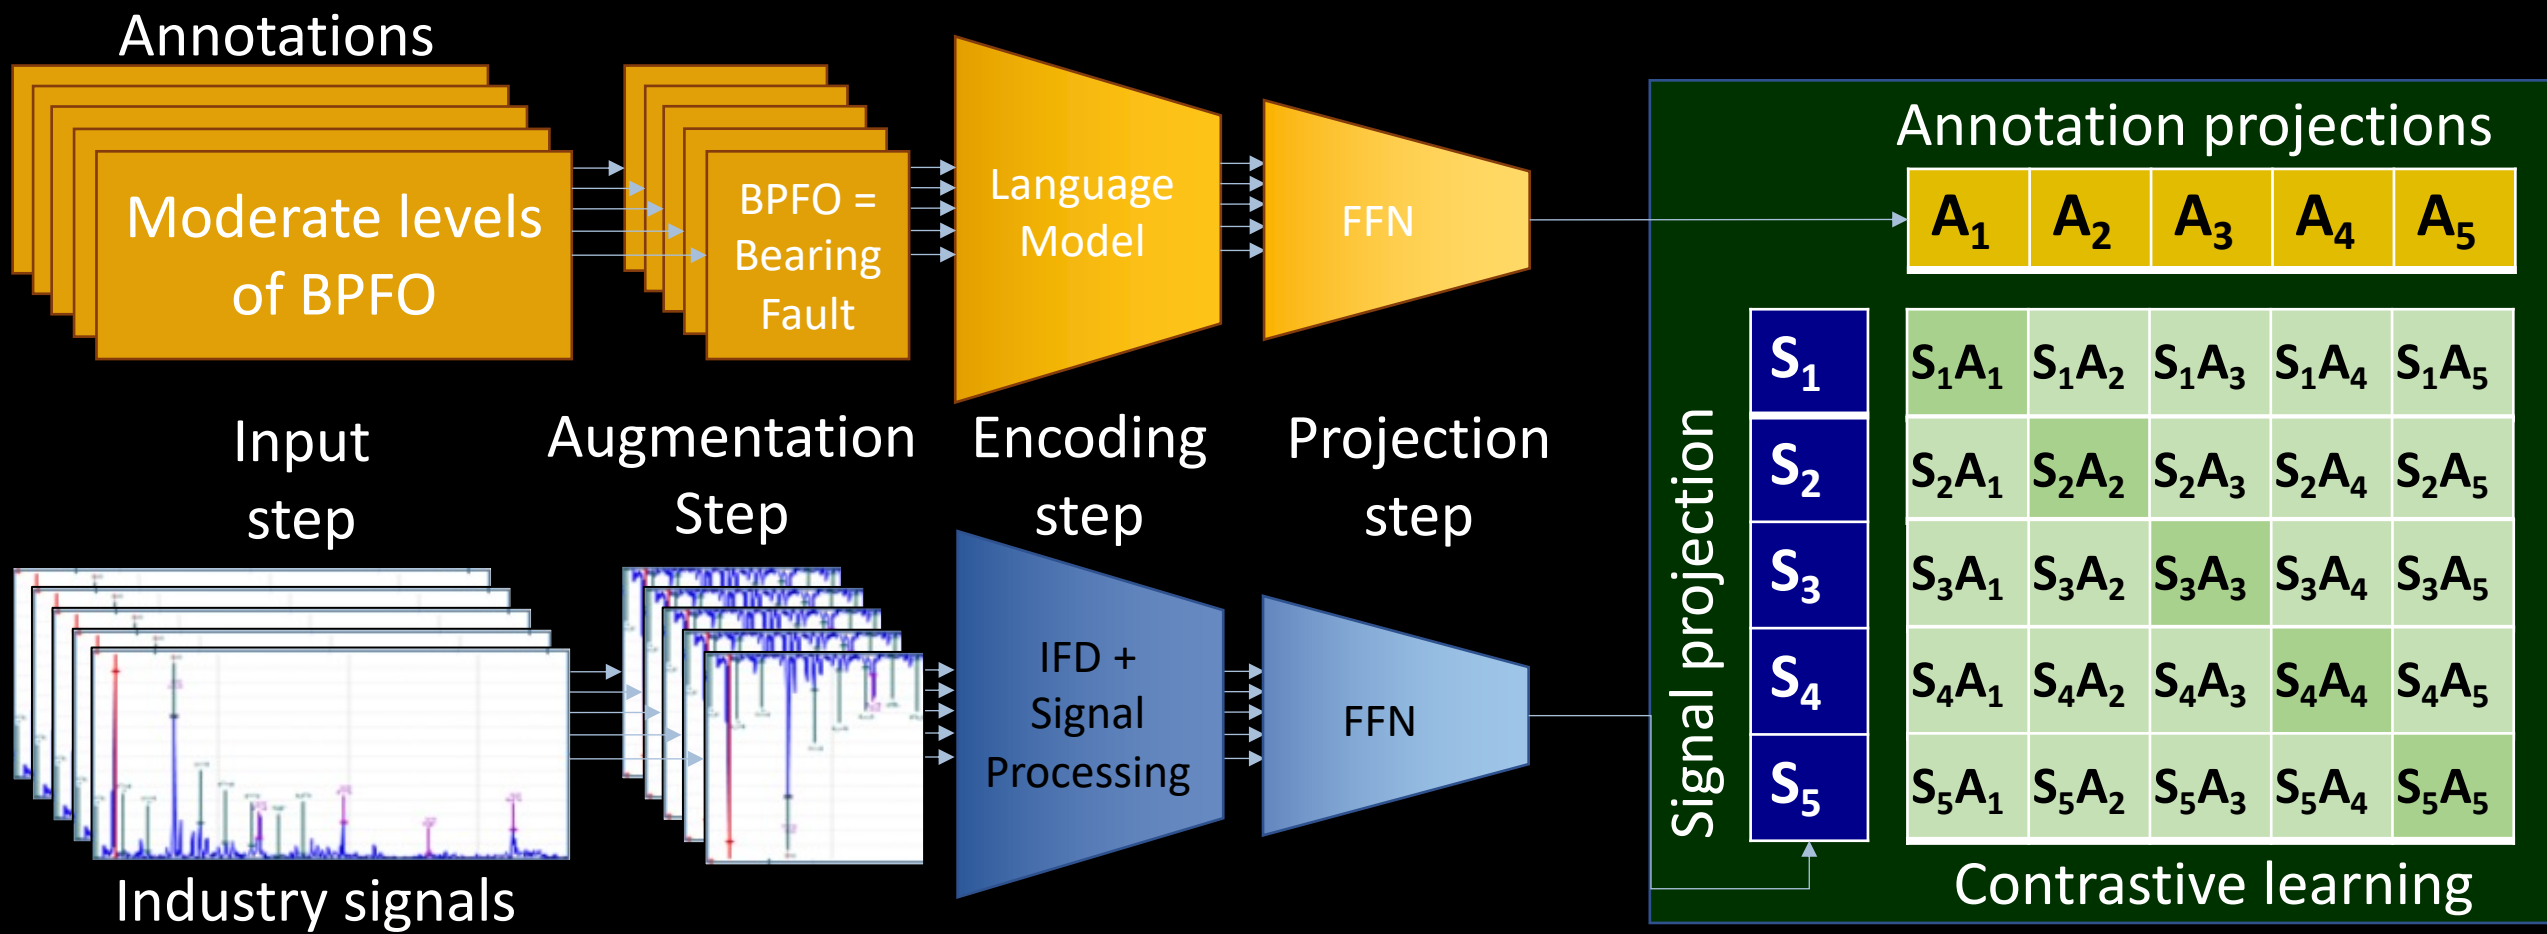 Annotations
Moderate levels
of BPFO
BPFO =
Bearing
Fault
Language
Model
FFN
Input
step
Augmentation
Step
Encoding
step
Projection
step
Industry signals
IFD +
Signal
Processing
FFN
Annotation projections
A1 A2 A3 A4 A5
Signal projection
S1
S2
S3
S4
S5
S1A1 S1A2 S1A3 S1A4 S1A5
S2A1 S2A2 S2A3 S2A4 S2A5
S3A1 S3A2 S3A3 S3A4 S3A5
S4A1 S4A2 S4A3 S4A4 S4A5
S5A1 S5A2 S5A3 S5A4 S5A5
Contrastive learning